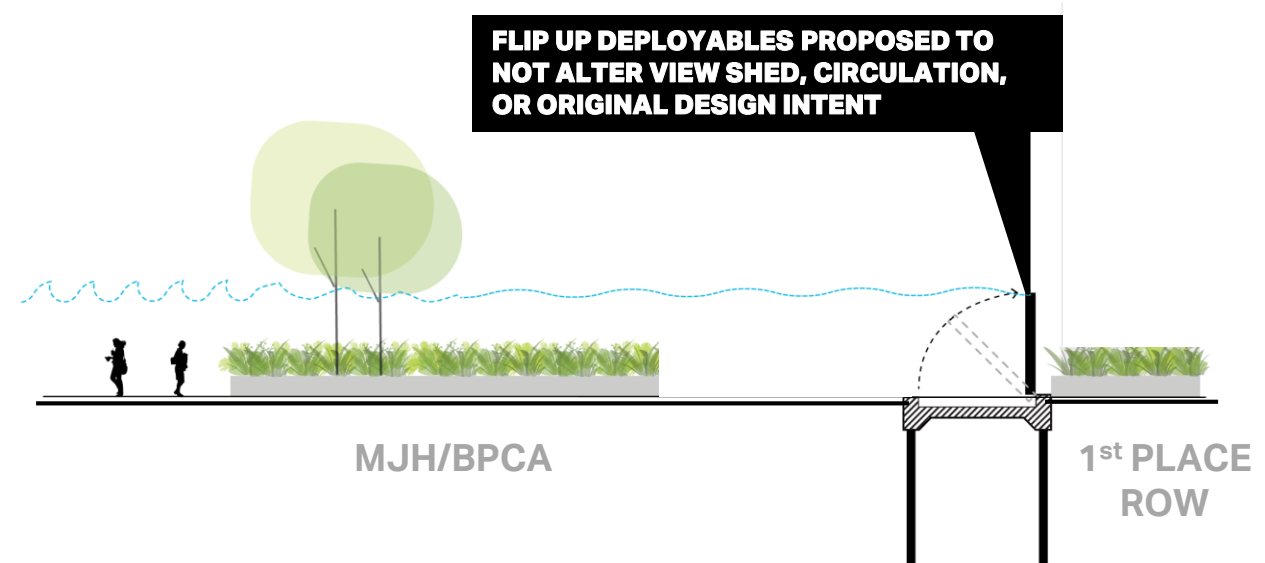 FLIP UP DEPLOYABLES PROPOSED TO
NOT ALTER VIEW SHED, CIRCULATION,
OR ORIGINAL DESIGN INTENT
MJH/BPCA
1st PLACE
ROW